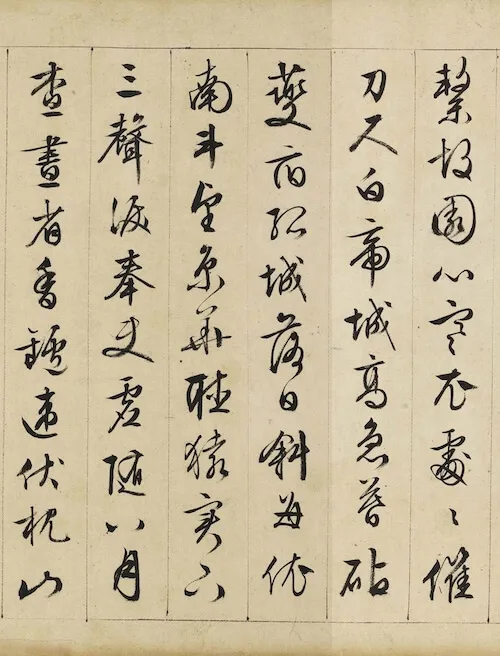 繫故園心寒衣處〻催
刀尺白帝城高急暮砧
夔府孤城落日斜每依
南斗望京華聽猿實下
三聲淚奉使虛隨八月
查畫省香鑪違伏枕山